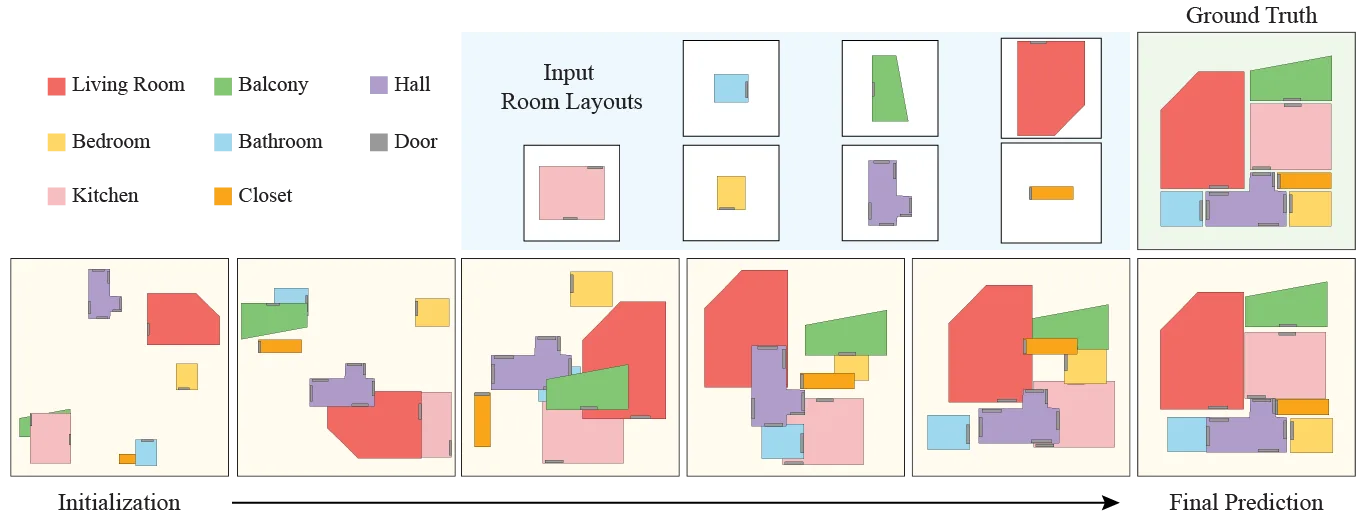 Ground Truth
Input
Room Layouts
Living Room
Balcony
Hall
Bedroom
Bathroom
Door
Kitchen
Closet
Initialization
Final Prediction